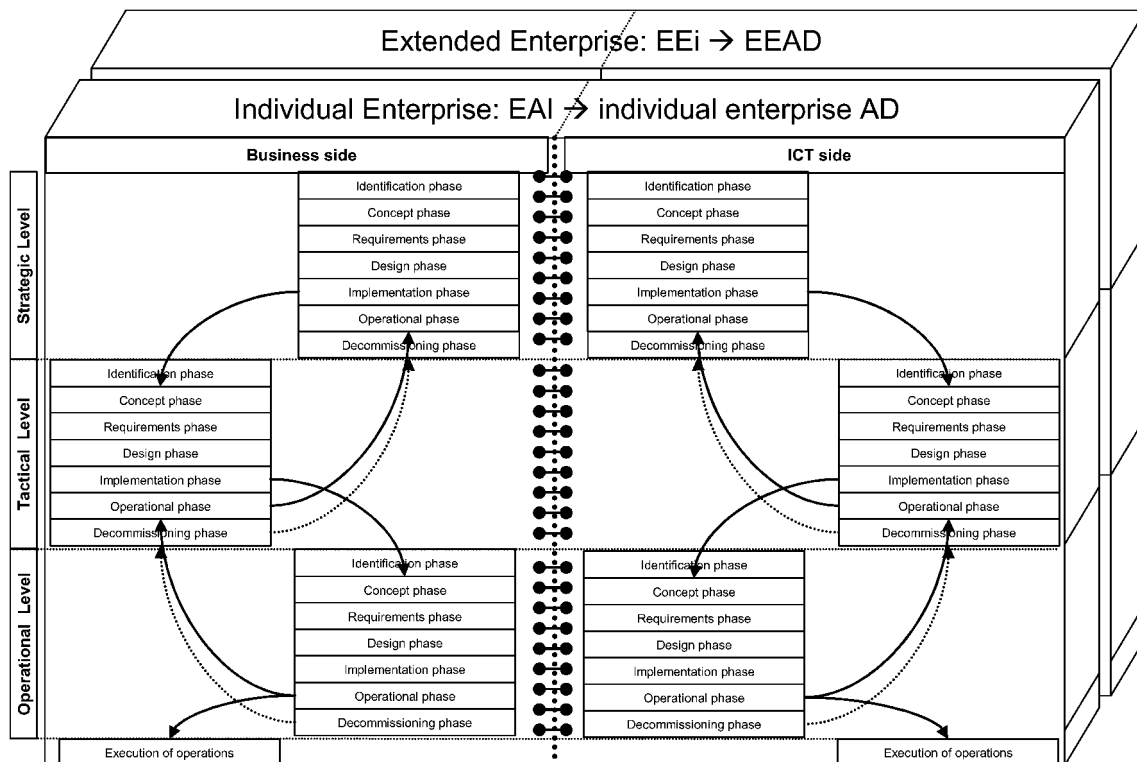 Extended Enterprise: EEi → EEAD
Individual Enterprise: EAI → individual enterprise AD
Business side
ICT side
Strategic Level
Identification phase
Concept phase
Requirements phase
Design phase
Implementation phase
Operational phase
Decommissioning phase
Identification phase
Concept phase
Requirements phase
Design phase
Implementation phase
Operational phase
Decommissioning phase
Tactical Level
Identification phase
Concept phase
Requirements phase
Design phase
Implementation phase
Operational phase
Decommissioning phase
Identification phase
Concept phase
Requirements phase
Design phase
Implementation phase
Operational phase
Decommissioning phase
Operational Level
Identification phase
Concept phase
Requirements phase
Design phase
Implementation phase
Operational phase
Decommissioning phase
Identification phase
Concept phase
Requirements phase
Design phase
Implementation phase
Operational phase
Decommissioning phase
Execution of operations
Execution of operations